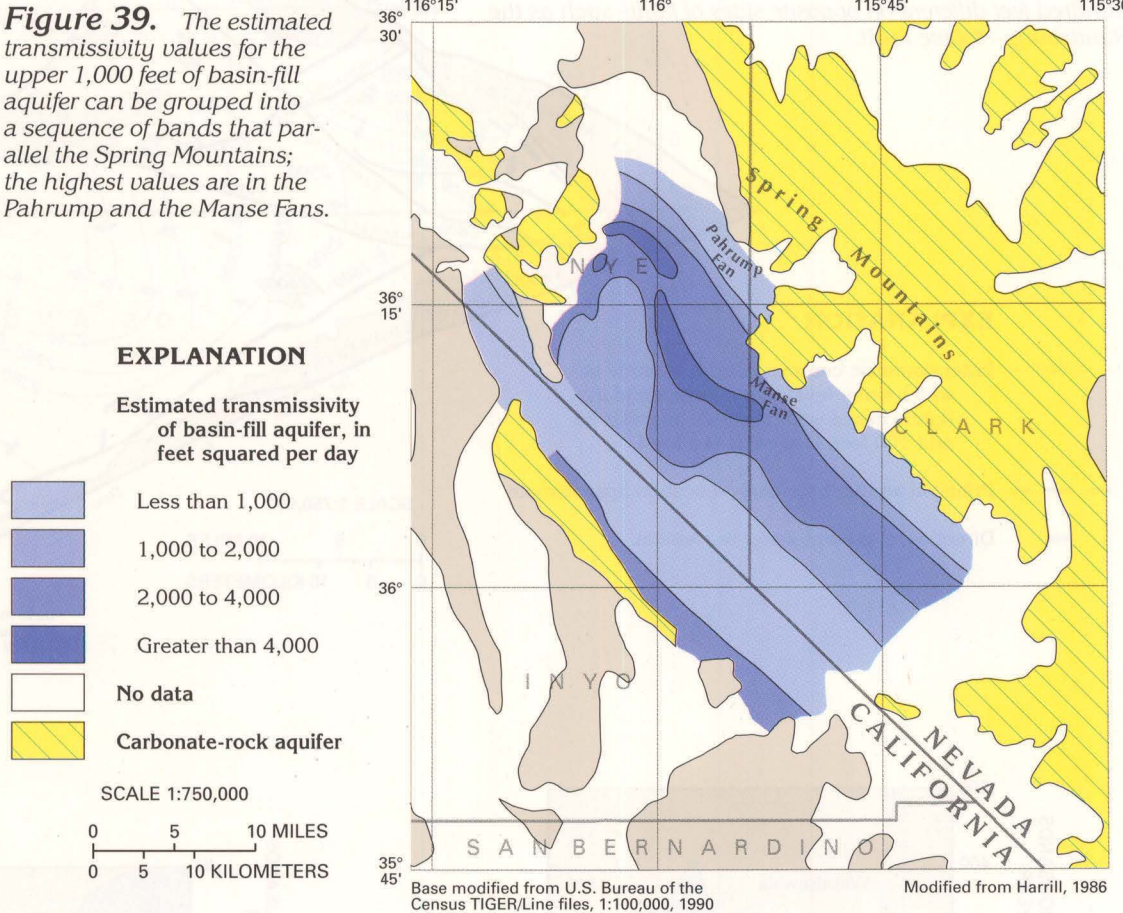 Figure 39. The estimated
transmissivity values for the
upper 1,000 feet of basin-fill
aquifer can be grouped into
a sequence of bands that par-
allel the Spring Mountains;
the highest values are in the
Pahrump and the Manse Fans.
EXPLANATION
Estimated transmissivity
of basin-fill aquifer, in
feet squared per day
Less than 1,000
1,000 to 2,000
2,000 to 4,000
Greater than 4,000
No data
Carbonate-rock aquifer
SCALE 1:750,000
0 5 10 MILES
0 5 10 KILOMETERS
116°15' 116° 115°45' 115°30
36°
30'
Spring Mountains
Pahrump
Fan
NYE
36°
15'
Manse
Fan
CLARK
36°
INYO
NEVADA
CALIFORNIA
SAN BERNARDINO
35°
45'
Base modified from U.S. Bureau of the
Census TIGER/Line files, 1:100,000, 1990
Modified from Harrill, 1986